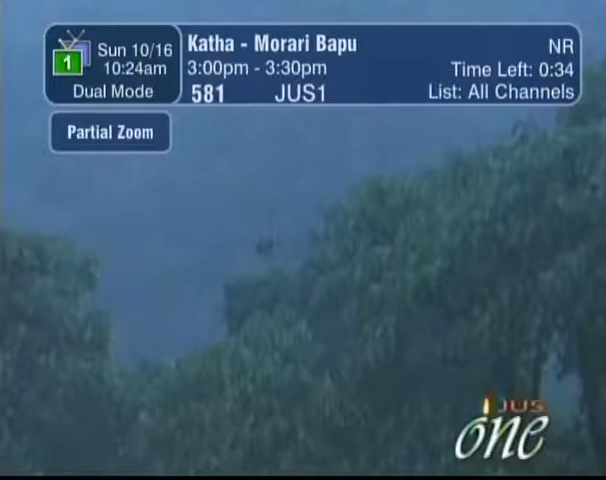 1
Sun 10/16
10:24am
Dual Mode
Katha - Morari Bapu
NR
3:00pm - 3:30pm
Time Left: 0:34
581 JUS1
List: All Channels
Partial Zoom
JUS
one